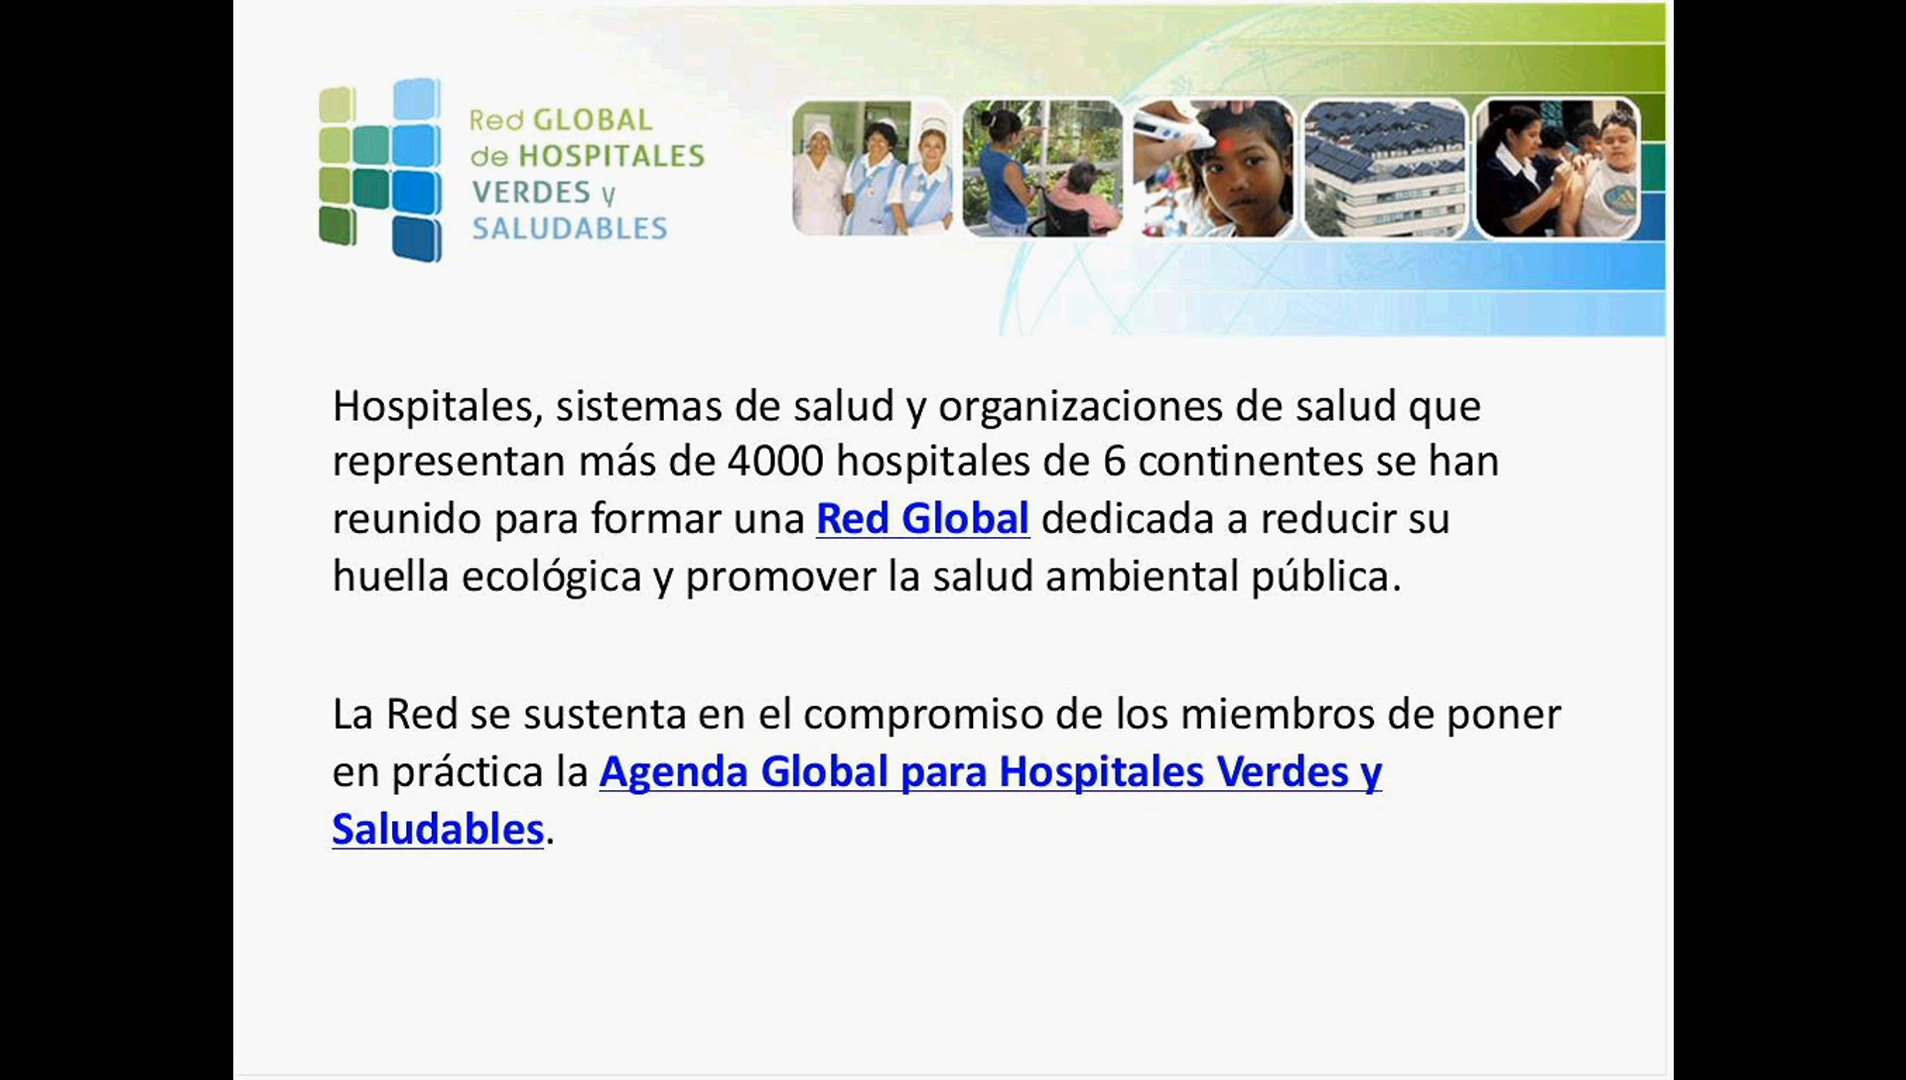 Red GLOBAL
de HOSPITALES
VERDES y
SALUDABLES
Hospitales, sistemas de salud y organizaciones de salud que
representan más de 4000 hospitales de 6 continentes se han
reunido para formar una Red Global dedicada a reducir su
huella ecológica y promover la salud ambiental pública.
La Red se sustenta en el compromiso de los miembros de poner
en práctica la Agenda Global para Hospitales Verdes y
Saludables.